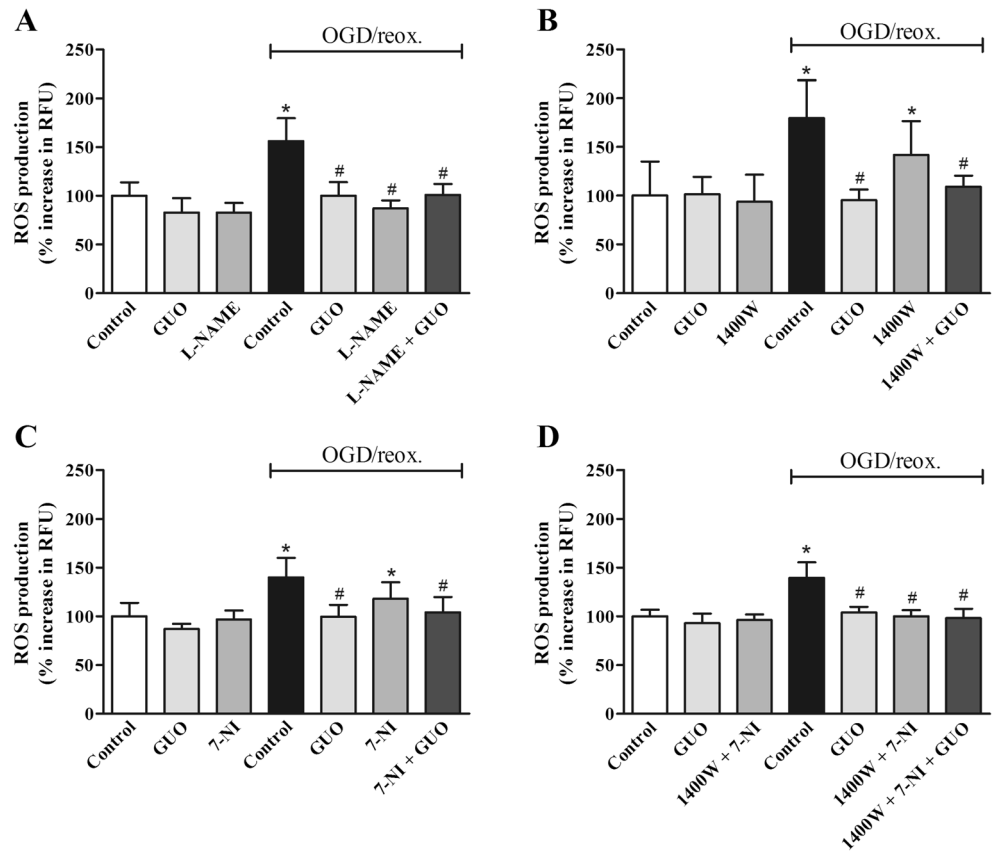 A
OGD/reox.
ROS production
(% increase in RFU)
250
200
150
100
50
0
*
#
#
#
Control
GUO
L-NAME
Control
GUO
L-NAME
L-NAME + GUO
B
OGD/reox.
ROS production
(% increase in RFU)
250
200
150
100
50
0
*
#
*
#
Control
GUO
1400W
Control
GUO
1400W
1400W + GUO
C
OGD/reox.
ROS production
(% increase in RFU)
250
200
150
100
50
0
*
#
*
#
Control
GUO
7-NI
Control
GUO
7-NI
7-NI + GUO
D
OGD/reox.
ROS production
(% increase in RFU)
250
200
150
100
50
0
*
#
#
#
Control
GUO
1400W + 7-NI
Control
GUO
1400W + 7-NI
1400W + 7-NI + GUO